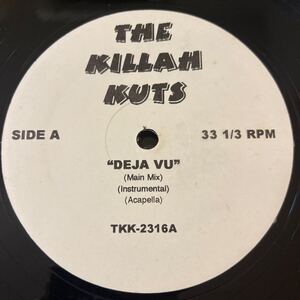 THE
KILLAH
KUTS
SIDE A 33 1/3 RPM
“DEJA VU”
(Main Mix)
(Instrumental)
(Acapella)
TKK-2316A